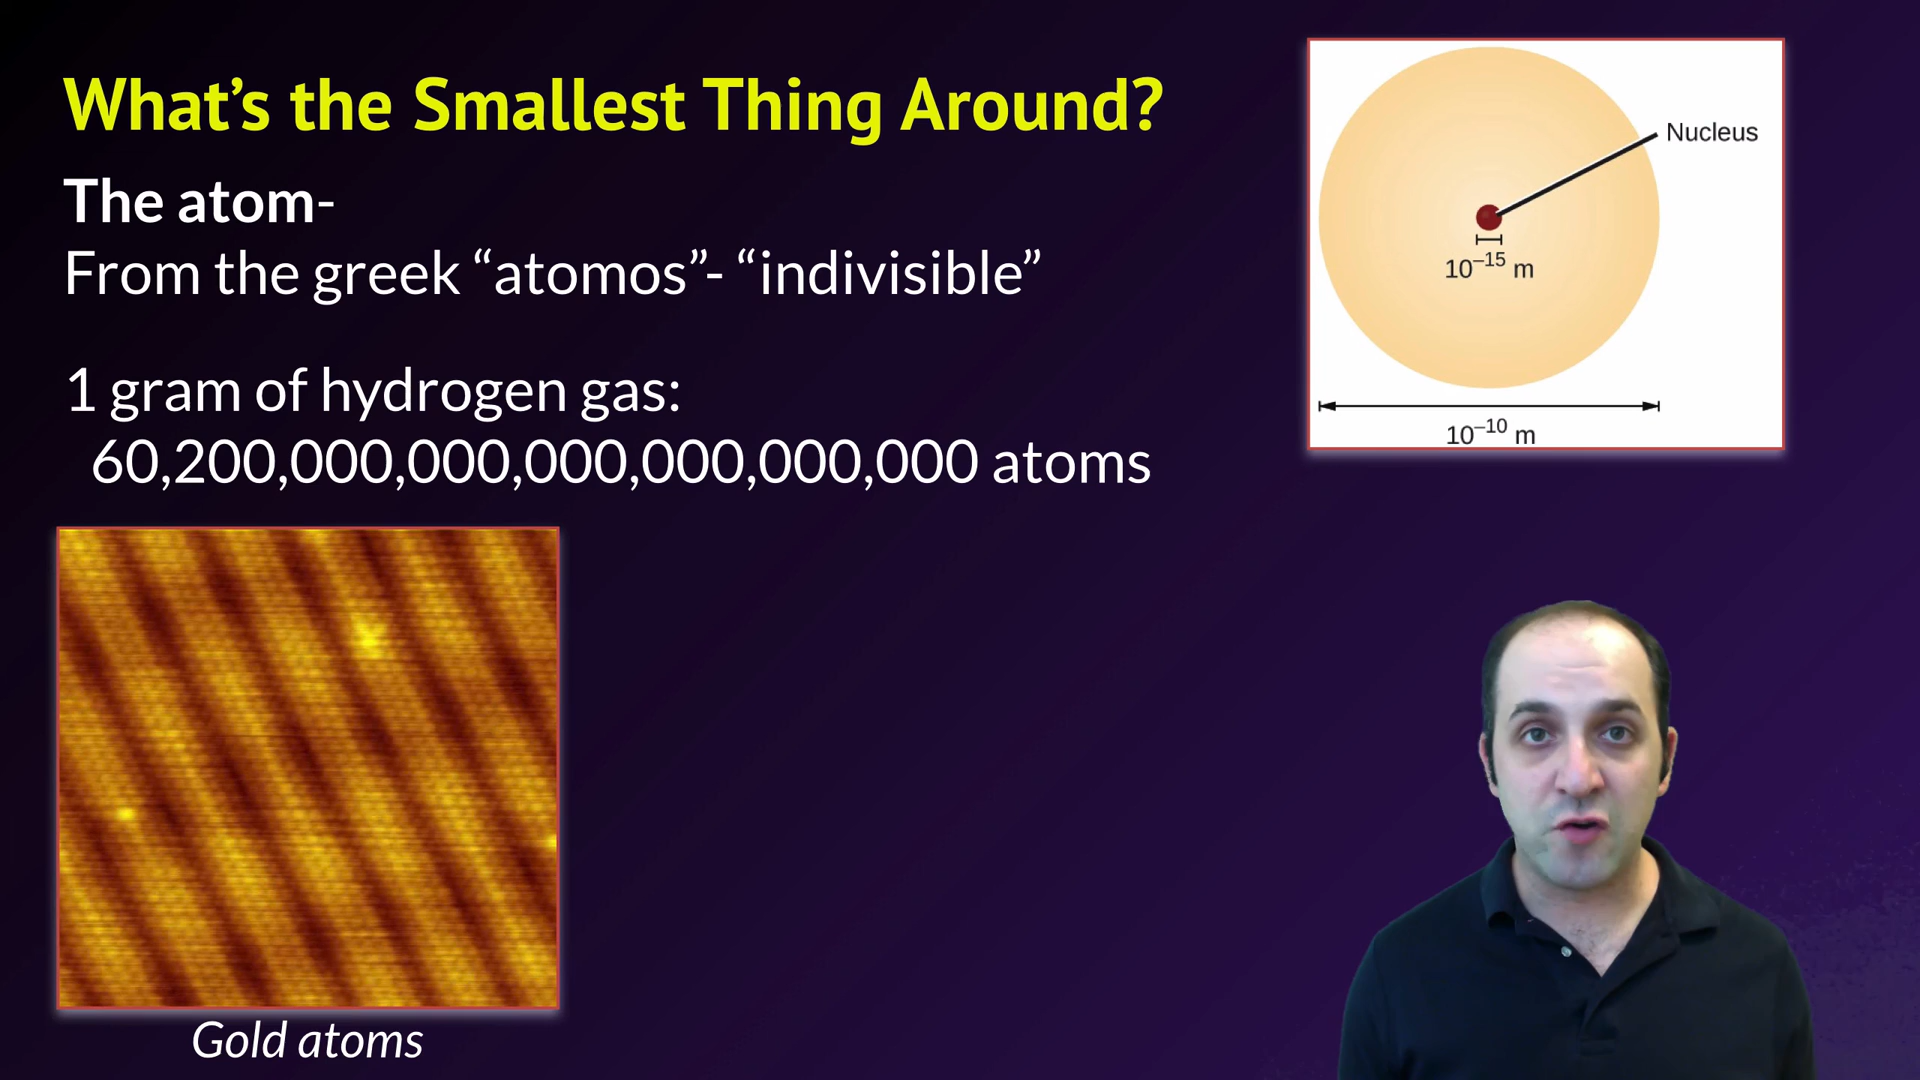 What’s the Smallest Thing Around?
The atom-
From the greek “atomos”- “indivisible”
1 gram of hydrogen gas:
60,200,000,000,000,000,000,000 atoms
Nucleus
10⁻¹⁵ m
10⁻¹⁰ m
Gold atoms